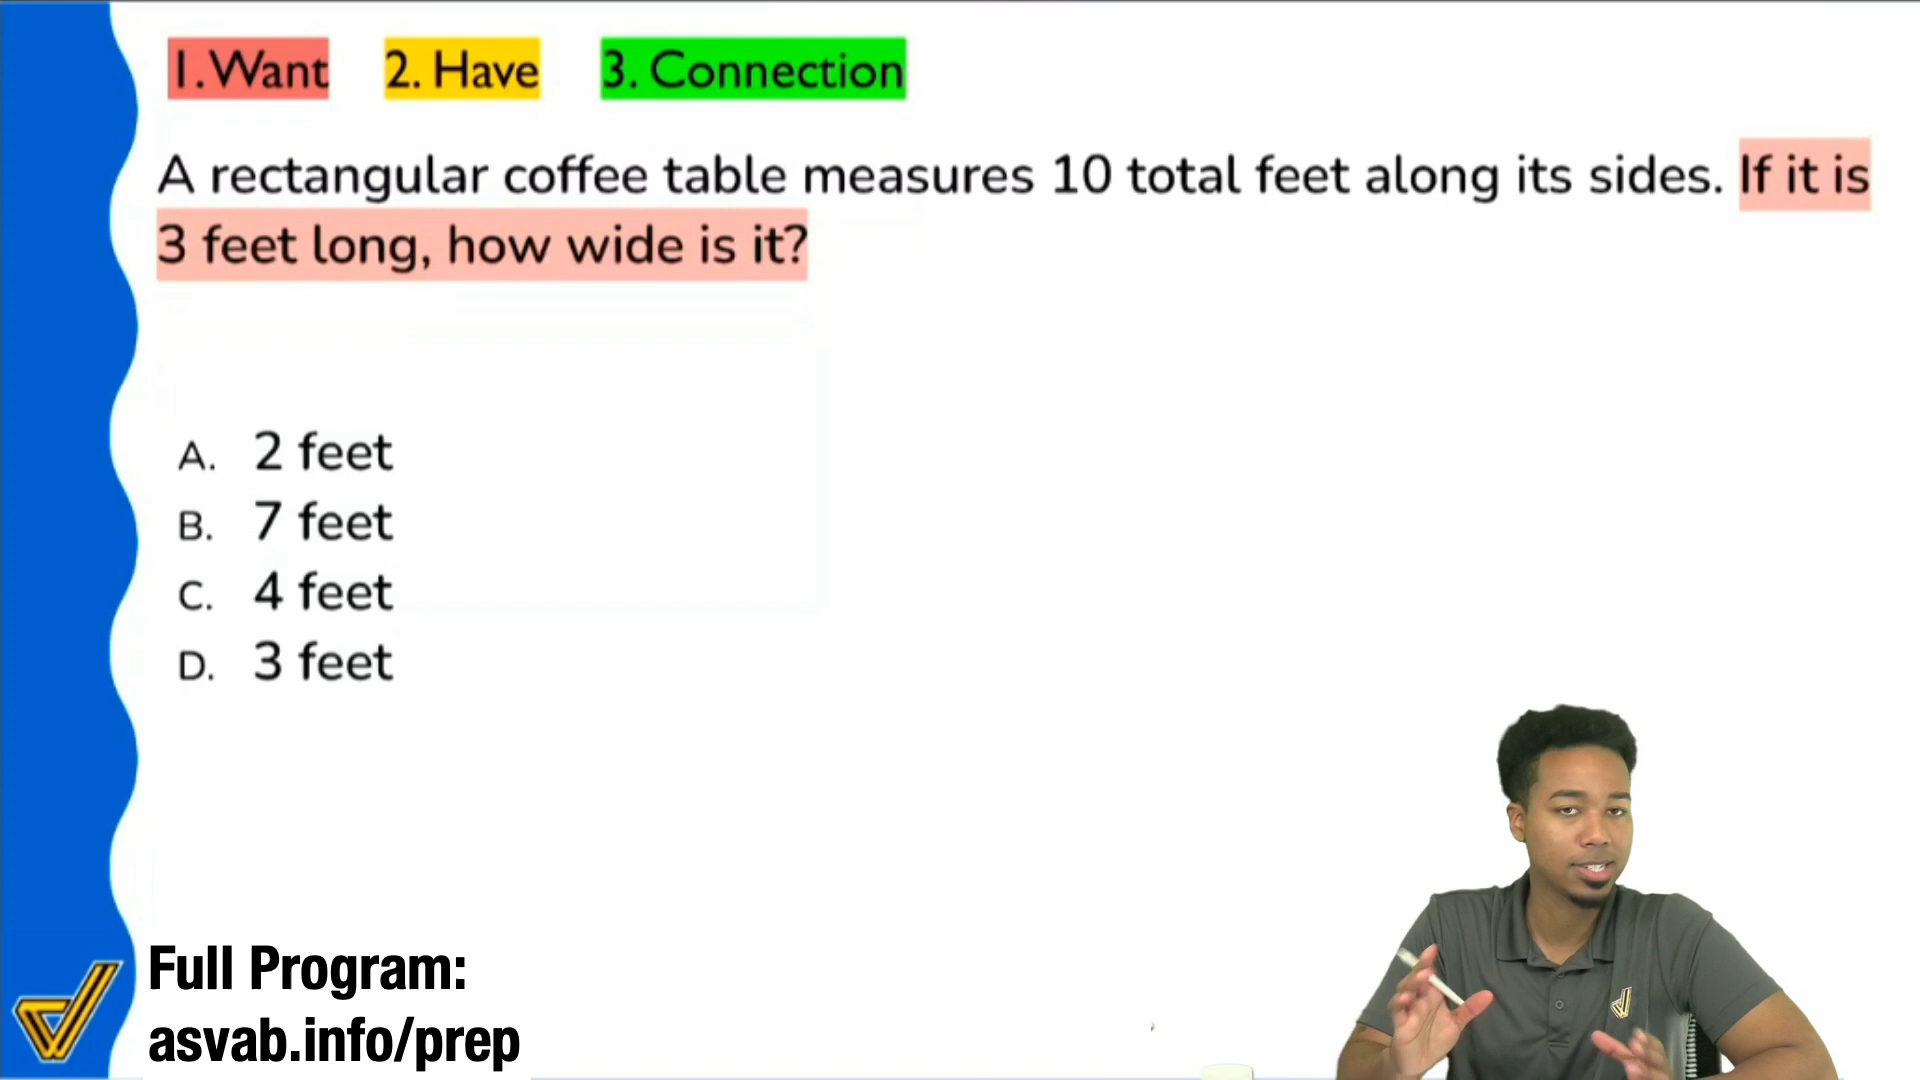 1. Want 2. Have 3. Connection
A rectangular coffee table measures 10 total feet along its sides. If it is
3 feet long, how wide is it?
A. 2 feet
B. 7 feet
C. 4 feet
D. 3 feet
Full Program:
asvab.info/prep